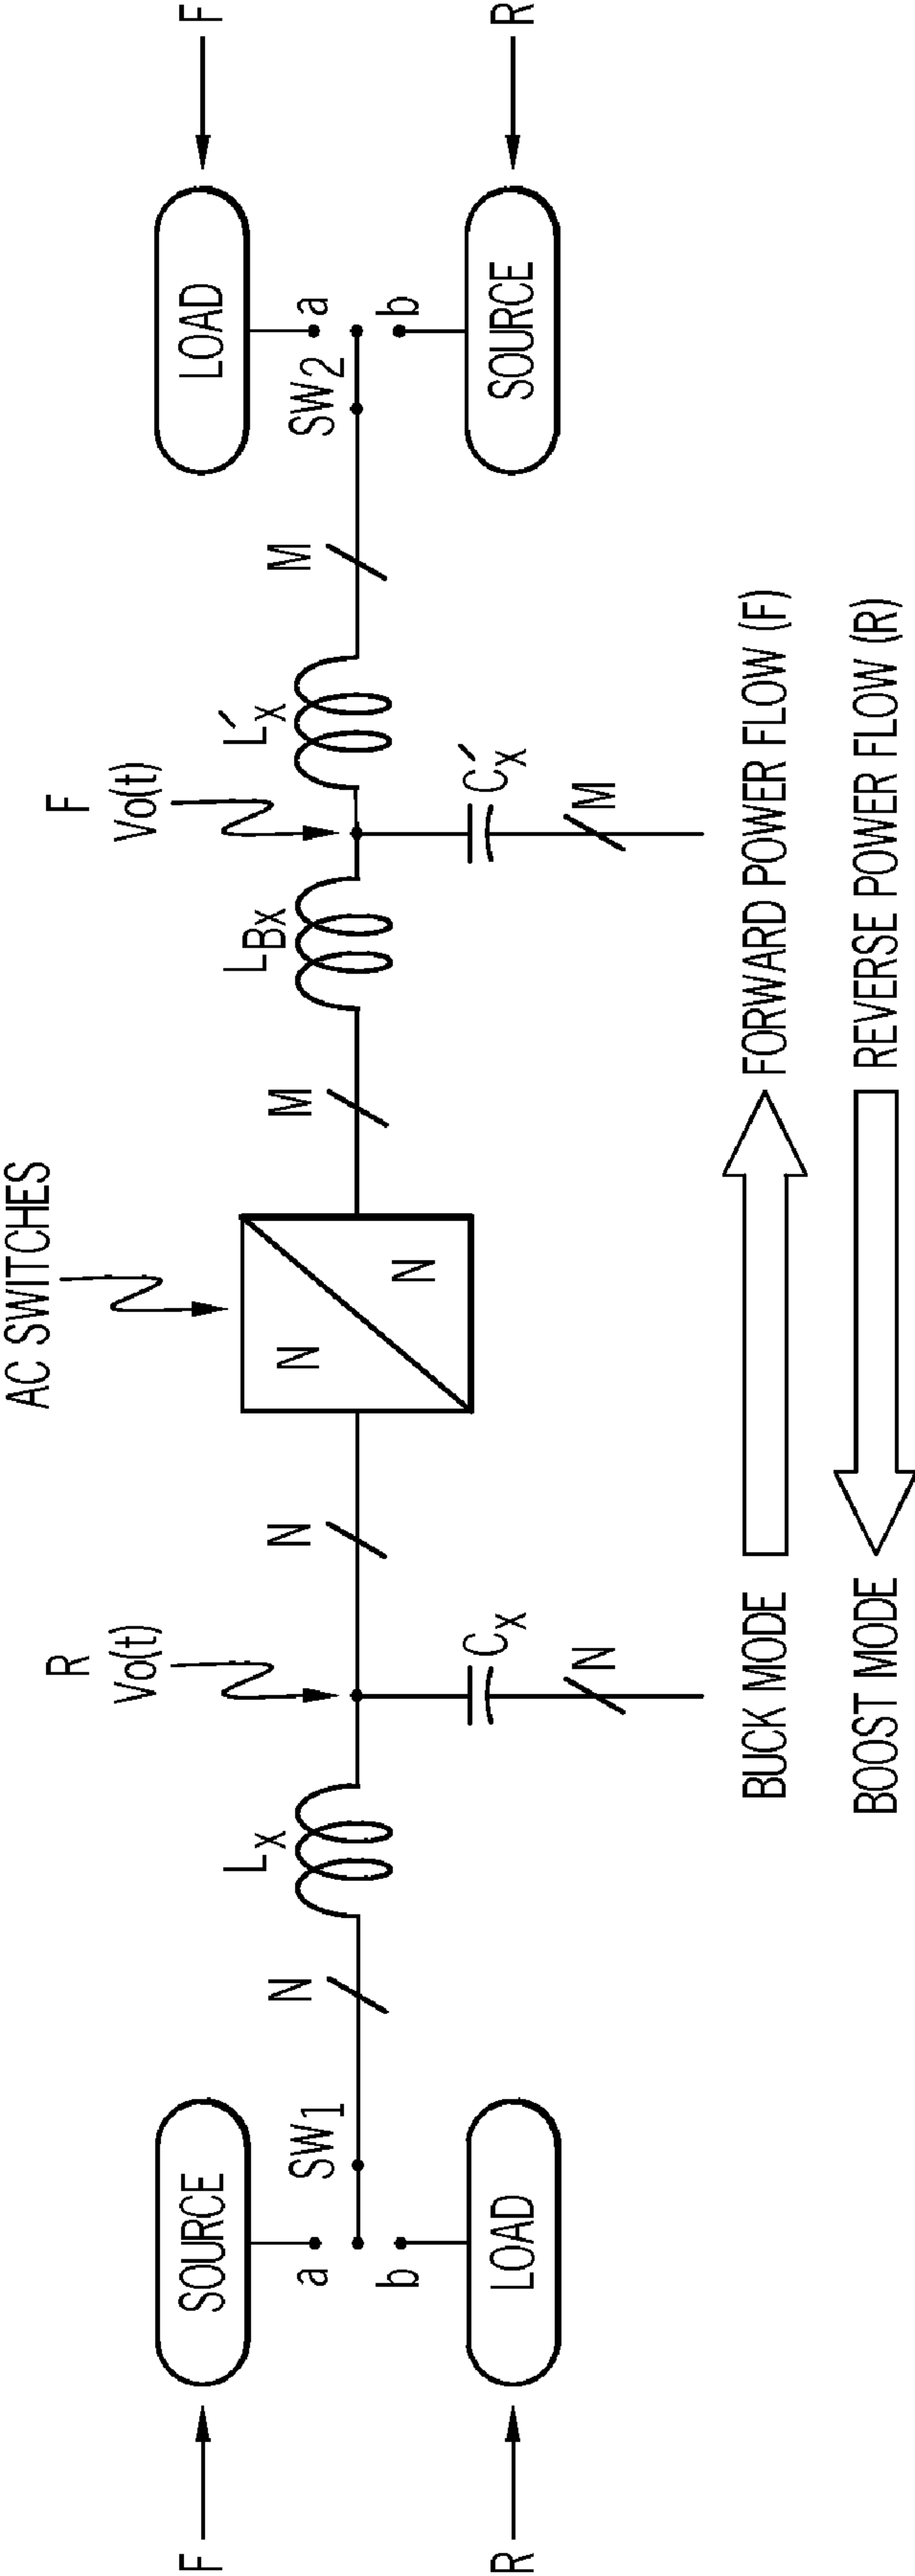 AC SWITCHES
R
Vo(t)
F
Vo(t)
F
SOURCE
a
SW1
b
LOAD
R
N
Lx
Cx
N
N
N
N
M
LBx
L´x
C´x
M
M
SW2
LOAD
a
b
SOURCE
F
R
BUCK MODE
FORWARD POWER FLOW (F)
BOOST MODE
REVERSE POWER FLOW (R)